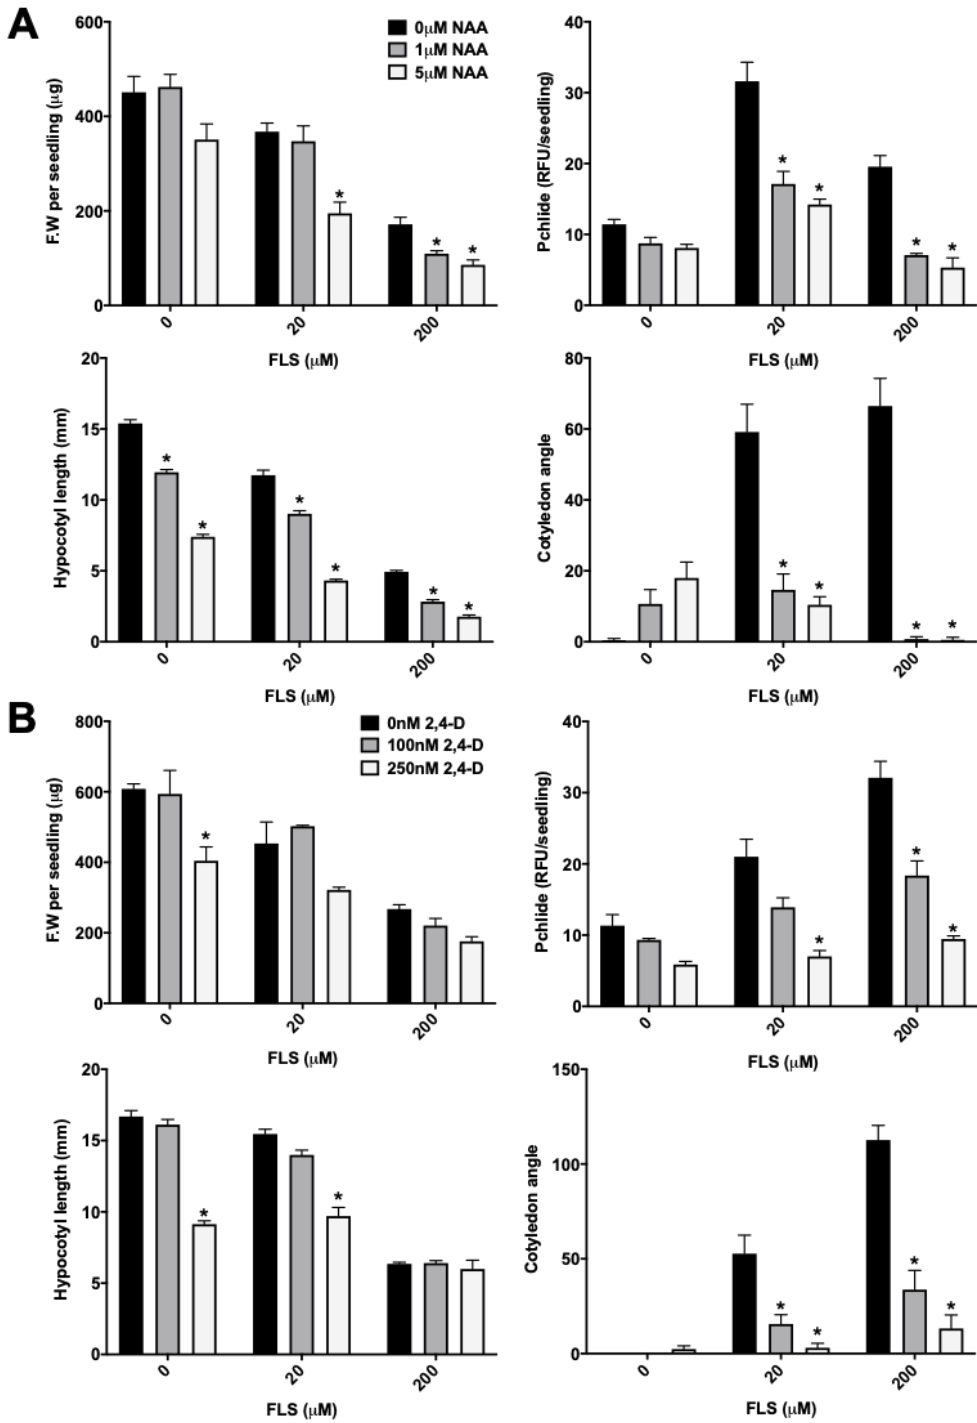 A
F.W per seedling (μg)
600
400
200
0
0μM NAA
1μM NAA
5μM NAA
*
* *
0 20 200
FLS (μM)
Pchlide (RFU/seedling)
40
30
20
10
0
* *
* *
0 20 200
FLS (μM)
Hypocotyl length (mm)
20
15
10
5
0
* *
* *
* *
0 20 200
FLS (μM)
Cotyledon angle
80
60
40
20
0
* *
* *
0 20 200
FLS (μM)
B
F.W per seedling (μg)
800
600
400
200
0
0nM 2,4-D
100nM 2,4-D
250nM 2,4-D
*
0 20 200
FLS (μM)
Pchlide (RFU/seedling)
40
30
20
10
0
*
* *
0 20 200
FLS (μM)
Hypocotyl length (mm)
20
15
10
5
0
* *
0 20 200
FLS (μM)
Cotyledon angle
150
100
50
0
* *
* *
0 20 200
FLS (μM)